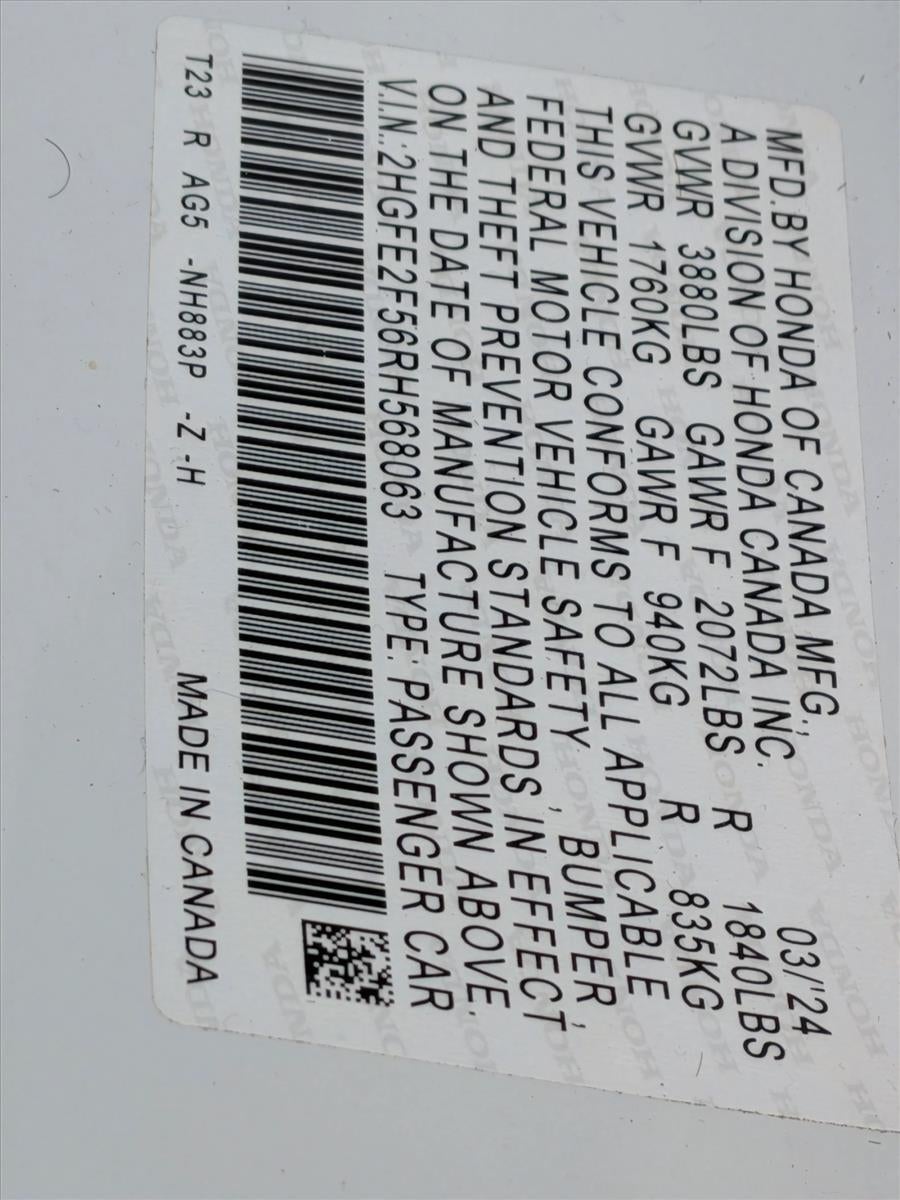 MFD.BY HONDA OF CANADA MFG., 03/'24
A DIVISION OF HONDA CANADA INC.
GVWR 3880LBS GAWR F 2072LBS R 1840LBS
GVWR 1760KG GAWR F 940KG R 835KG
THIS VEHICLE CONFORMS TO ALL APPLICABLE
FEDERAL MOTOR VEHICLE SAFETY , BUMPER ,
AND THEFT PREVENTION STANDARDS IN EFFECT
ON THE DATE OF MANUFACTURE SHOWN ABOVE.
V.I.N.:2HGFE2F56RH568063 TYPE:PASSENGER CAR
T23 R AG5 -NH883P -Z -H MADE IN CANADA